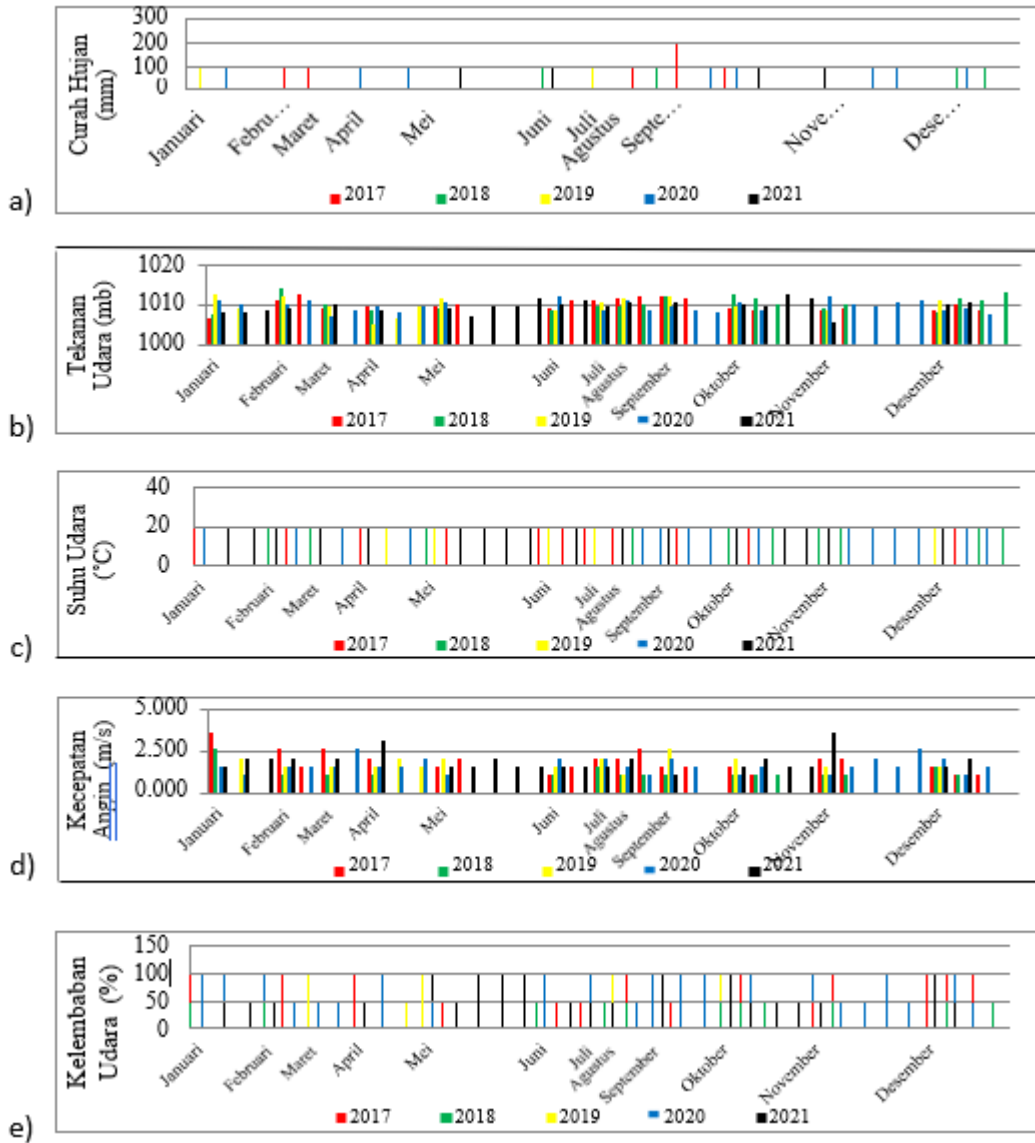 300
200
100
0
Curah Hujan
(mm)
Januari
Febru...
Maret
April
Mei
Juni
Juli
Agustus
Septe...
Nove...
Dese...
2017 2018 2019 2020 2021
a)
1020
1010
1000
Tekanan
Udara (mb)
Januari
Februari
Maret
April
Mei
Juni
Juli
Agustus
September
Oktober
November
Desember
2017 2018 2019 2020 2021
b)
40
20
0
Suhu Udara
(°C)
Januari
Februari
Maret
April
Mei
Juni
Juli
Agustus
September
Oktober
November
Desember
2017 2018 2019 2020 2021
c)
5.000
2.500
0.000
Kecepatan
Angin (m/s)
Januari
Februari
Maret
April
Mei
Juni
Juli
Agustus
September
Oktober
November
Desember
2017 2018 2019 2020 2021
d)
150
100
50
0
Kelembaban
Udara (%)
Januari
Februari
Maret
April
Mei
Juni
Juli
Agustus
September
Oktober
November
Desember
2017 2018 2019 2020 2021
e)